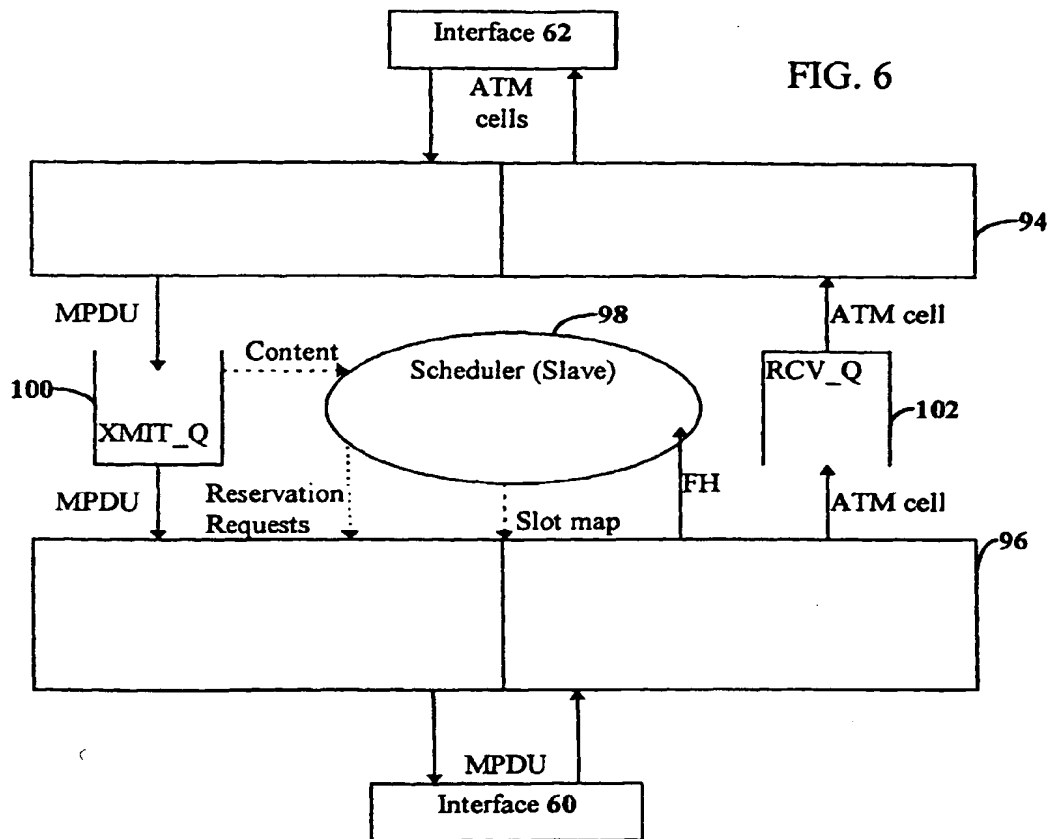 Interface 62
FIG. 6
ATM
cells
94
MPDU
ATM cell
98
Content
Scheduler (Slave)
RCV_Q
100
102
XMIT_Q
MPDU
Reservation
Requests
Slot map
FH
ATM cell
96
MPDU
Interface 60